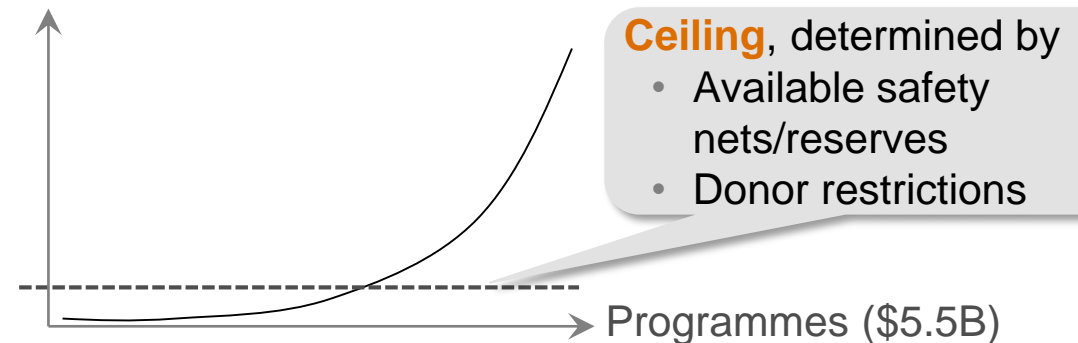 Ceiling, determined by
• Available safety
nets/reserves
• Donor restrictions
Programmes ($5.5B)